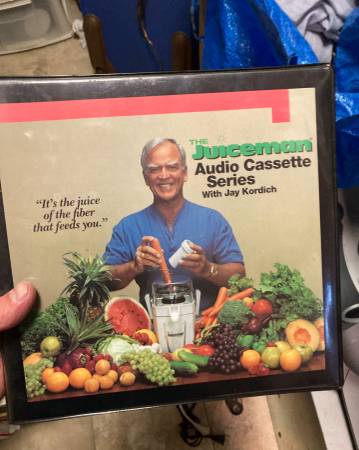 THE
Juiceman
Audio Cassette
Series
With Jay Kordich
“It’s the juice
of the fiber
that feeds you.”